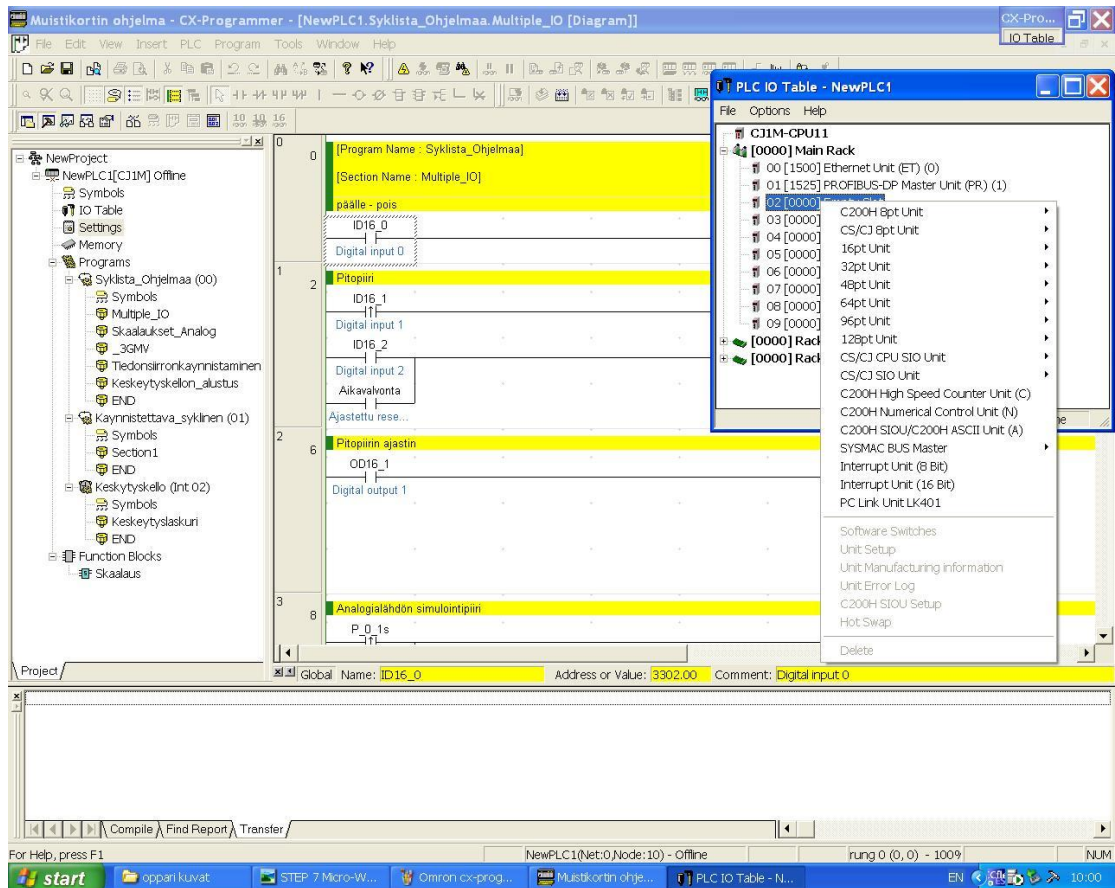 Muistikortin ohjelma - CX-Programmer - [NewPLC1.Syklista_Ohjelmaa.Multiple_IO [Diagram]]
CX-Pro...
IO Table
File Edit View Insert PLC Program Tools Window Help
10 10 16
NewProject
NewPLC1[CJ1M] Offline
Symbols
IO Table
Settings
Memory
Programs
Syklista_Ohjelmaa (00)
Symbols
Multiple_IO
Skaalaukset_Analog
_3GMV
Tiedonsiirronkaynnistaminen
Keskeytyskellon_alustus
END
Kaynnistettava_syklinen (01)
Symbols
Section1
END
Keskytyskello (Int 02)
Symbols
Keskeytyslaskuri
END
Function Blocks
Skaalaus
Project
0
0
[Program Name : Syklista_Ohjelmaa]
[Section Name : Multiple_IO]
päälle - pois
ID16_0
Digital input 0
1
2
Pitopiiri
ID16_1
Digital input 1
ID16_2
Digital input 2
Aikavalvonta
Ajastettu rese...
2
6
Pitopiirin ajastin
OD16_1
Digital output 1
3
8
Analogialähdön simulointipiiri
P_0_1s
PLC IO Table - NewPLC1
File Options Help
CJ1M-CPU11
[0000] Main Rack
00 [1500] Ethernet Unit (ET) (0)
01 [1525] PROFIBUS-DP Master Unit (PR) (1)
02 [0000] Empty Slot
03 [0000]
04 [0000]
05 [0000]
06 [0000]
07 [0000]
08 [0000]
09 [0000]
[0000] Rack
[0000] Rack
C200H 8pt Unit
CS/CJ 8pt Unit
16pt Unit
32pt Unit
48pt Unit
64pt Unit
96pt Unit
128pt Unit
CS/CJ CPU SIO Unit
CS/CJ SIO Unit
C200H High Speed Counter Unit (C)
C200H Numerical Control Unit (N)
C200H SIOU/C200H ASCII Unit (A)
SYSMAC BUS Master
Interrupt Unit (8 Bit)
Interrupt Unit (16 Bit)
PC Link Unit LK401
Software Switches
Unit Setup
Unit Manufacturing information
Unit Error Log
C200H SIOU Setup
Hot Swap
Delete
Global Name: ID16_0 Address or Value: 3302.00 Comment: Digital input 0
Compile Find Report Transfer
For Help, press F1 NewPLC1(Net:0,Node:10) - Offline rung 0 (0, 0) - 100% NUM
start oppari kuvat STEP 7 Micro-W... Omron cx-prog... Muistikortin ohje... PLC IO Table - N... EN 10:00